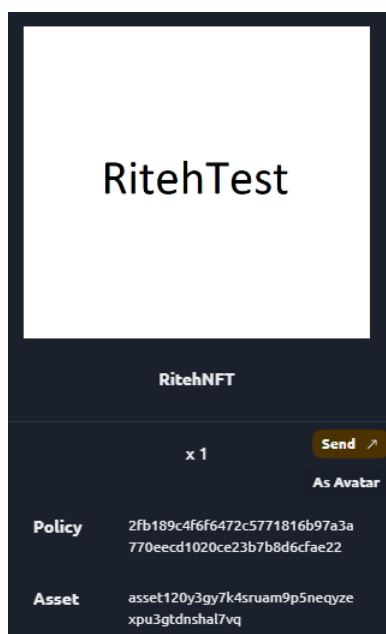 RitehTest
RitehNFT
x 1
Send ↗
As Avatar
Policy 2fb189c4f6f6472c5771816b97a3a
770eecd1020ce23b7b8d6cfae22
Asset asset120y3gy7k4sruam9p5neqyze
xpu3gtdnshal7vq